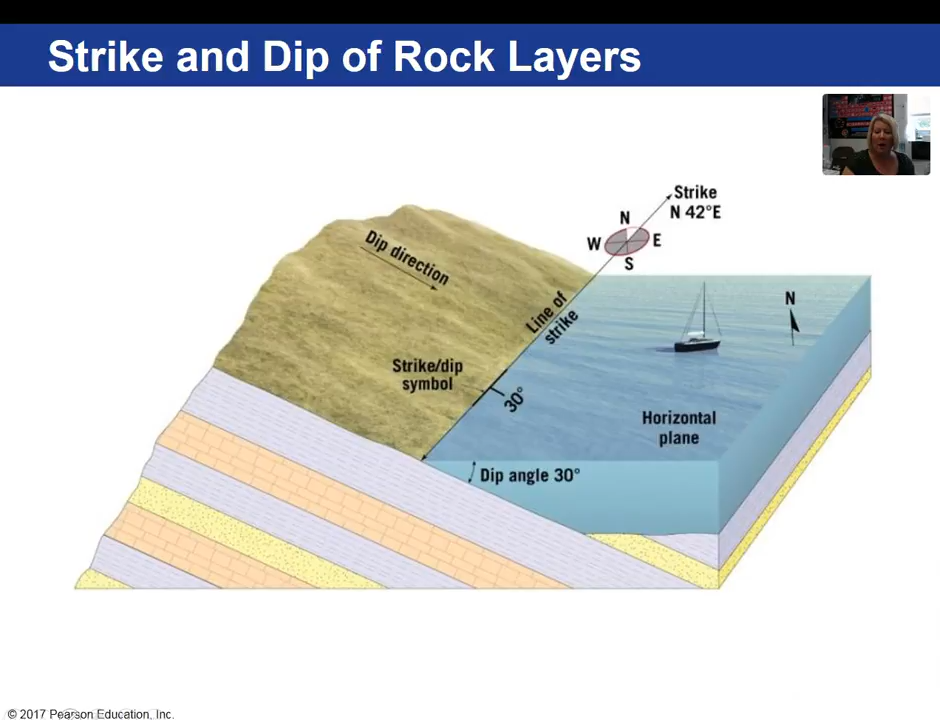 Strike and Dip of Rock Layers
Strike
N 42°E
N
W
E
S
Dip direction
Line of
strike
N
Strike/dip
symbol
30°
Horizontal
plane
Dip angle 30°
© 2017 Pearson Education, Inc.